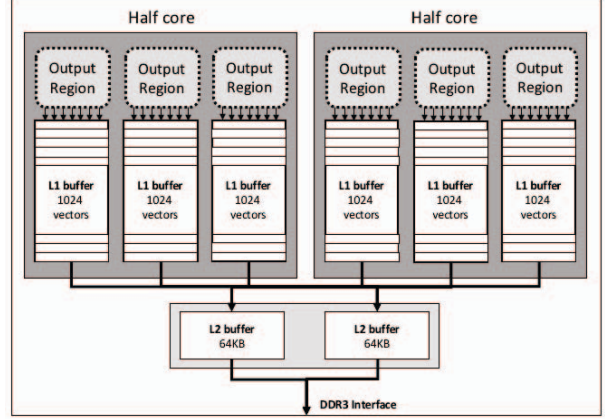 Half core
Half core
Output
Region
Output
Region
Output
Region
Output
Region
Output
Region
Output
Region
L1 buffer
1024
vectors
L1 buffer
1024
vectors
L1 buffer
1024
vectors
L1 buffer
1024
vectors
L1 buffer
1024
vectors
L1 buffer
1024
vectors
L2 buffer
64KB
L2 buffer
64KB
DDR3 Interface